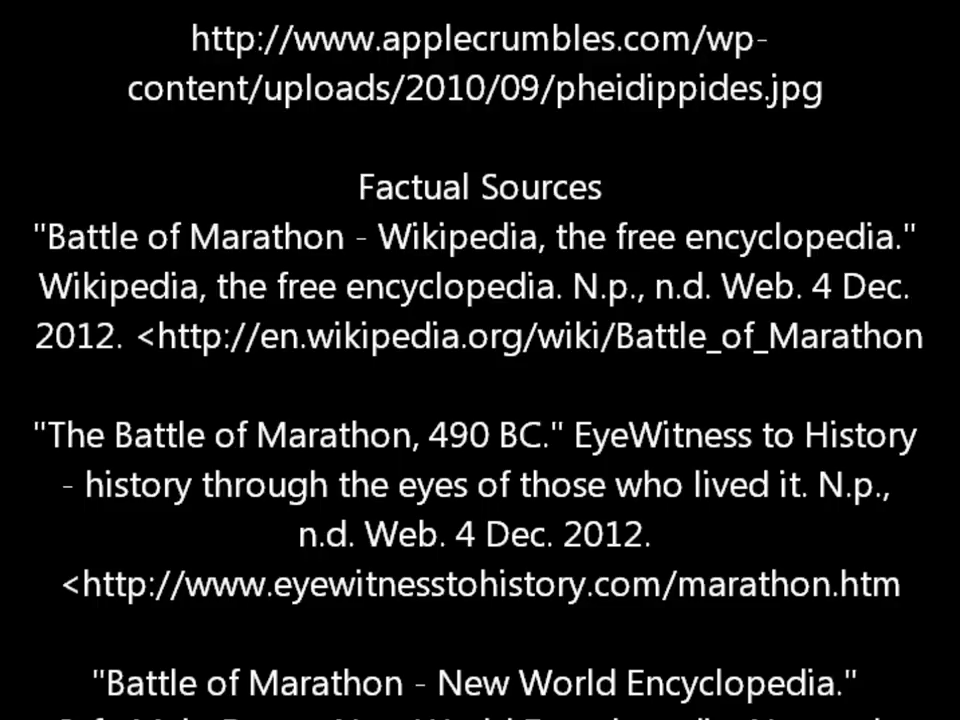 http://www.applecrumbles.com/wp-
content/uploads/2010/09/pheidippides.jpg
Factual Sources
"Battle of Marathon - Wikipedia, the free encyclopedia."
Wikipedia, the free encyclopedia. N.p., n.d. Web. 4 Dec.
2012. <http://en.wikipedia.org/wiki/Battle_of_Marathon
"The Battle of Marathon, 490 BC." EyeWitness to History
- history through the eyes of those who lived it. N.p.,
n.d. Web. 4 Dec. 2012.
<http://www.eyewitnesstohistory.com/marathon.htm
"Battle of Marathon - New World Encyclopedia."